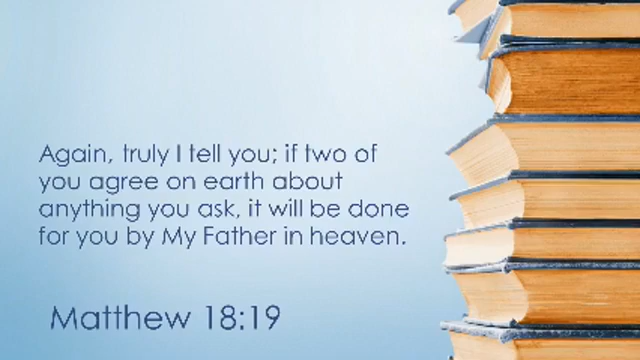 Again, truly I tell you; if two of
you agree on earth about
anything you ask, it will be done
for you by My Father in heaven.
Matthew 18:19